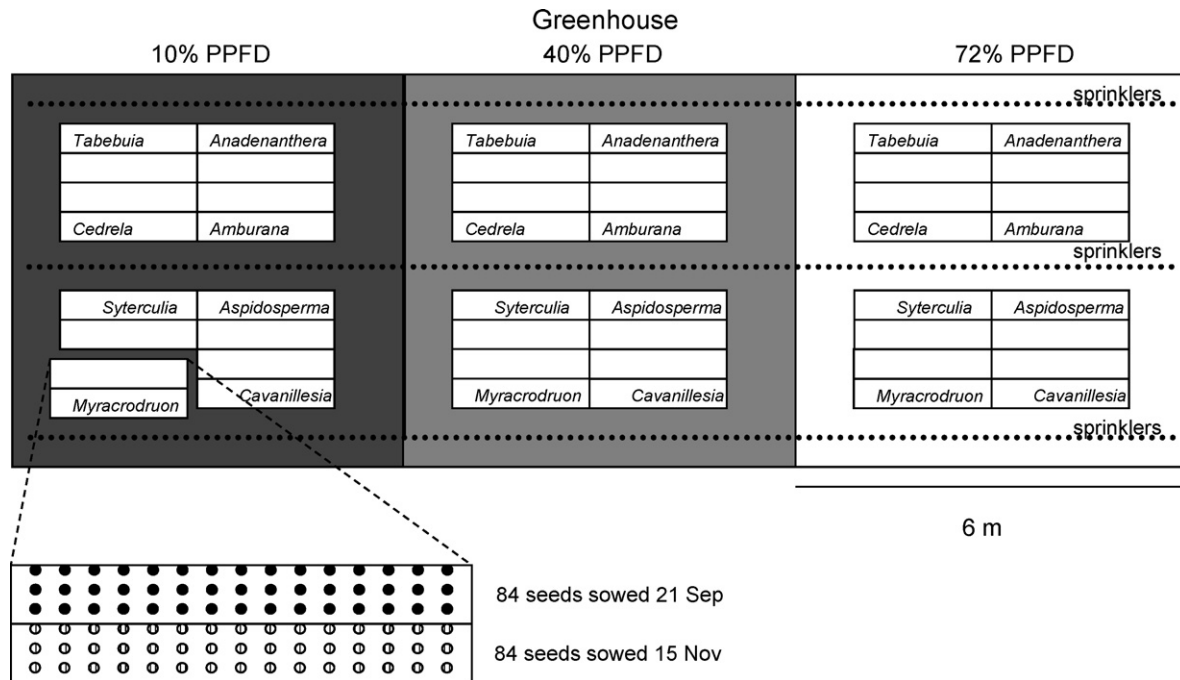 Greenhouse
10% PPFD 40% PPFD 72% PPFD
sprinklers
Tabebuia Anadenanthera Tabebuia Anadenanthera Tabebuia Anadenanthera
Cedrela Amburana Cedrela Amburana Cedrela Amburana
sprinklers
Syterculia Aspidosperma Syterculia Aspidosperma Syterculia Aspidosperma
Myracrodruon Cavanillesia Myracrodruon Cavanillesia Myracrodruon Cavanillesia
sprinklers
6 m
84 seeds sowed 21 Sep
84 seeds sowed 15 Nov